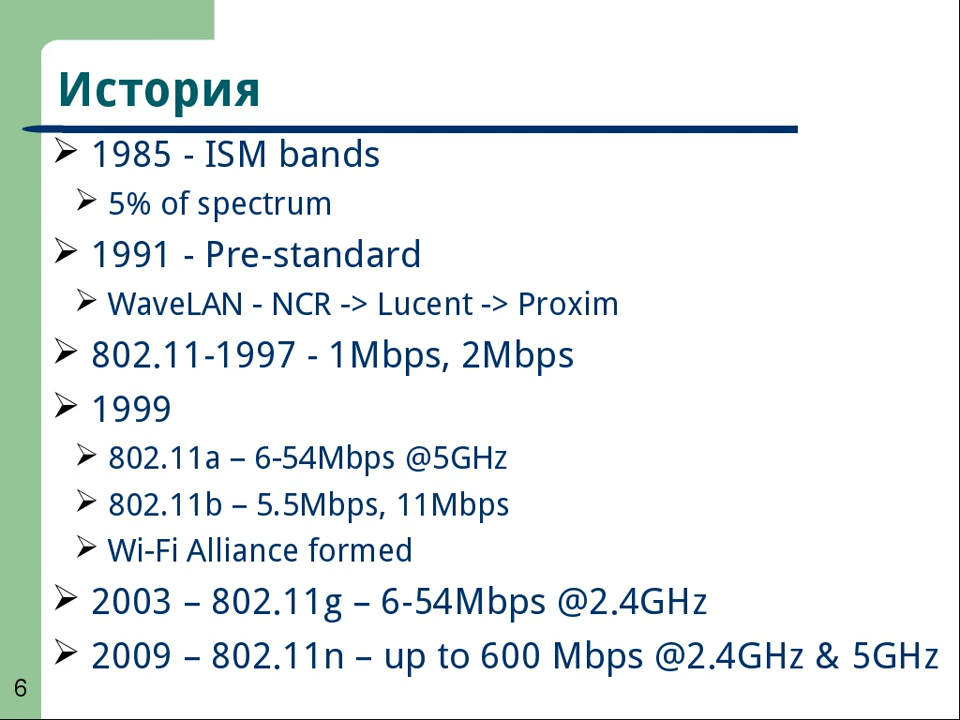 История
1985 - ISM bands
5% of spectrum
1991 - Pre-standard
WaveLAN - NCR -> Lucent -> Proxim
802.11-1997 - 1Mbps, 2Mbps
1999
802.11a – 6-54Mbps @5GHz
802.11b – 5.5Mbps, 11Mbps
Wi-Fi Alliance formed
2003 – 802.11g – 6-54Mbps @2.4GHz
2009 – 802.11n – up to 600 Mbps @2.4GHz & 5GHz
6